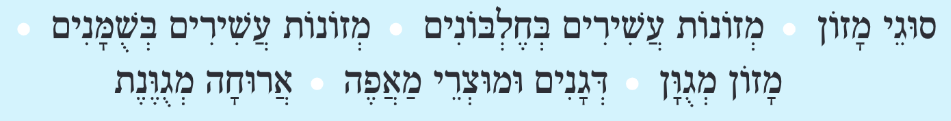 סוּגֵי מָזוֹן • מְזוֹנוֹת עֲשִׁירִים בְּחֶלְבּוֹנִים • מְזוֹנוֹת עֲשִׁירִים בְּשֻׁמָּנִים •
מָזוֹן מְגֻוָּן • דְּגָנִים וּמוּצְרֵי מַאֲפֶה • אֲרוּחָה מְגֻוֶּנֶת